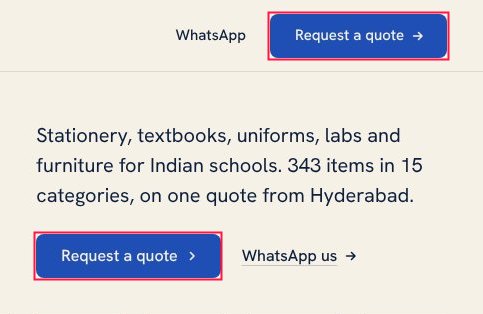 WhatsApp
Request a quote →
Stationery, textbooks, uniforms, labs and
furniture for Indian schools. 343 items in 15
categories, on one quote from Hyderabad.
Request a quote >
WhatsApp us →